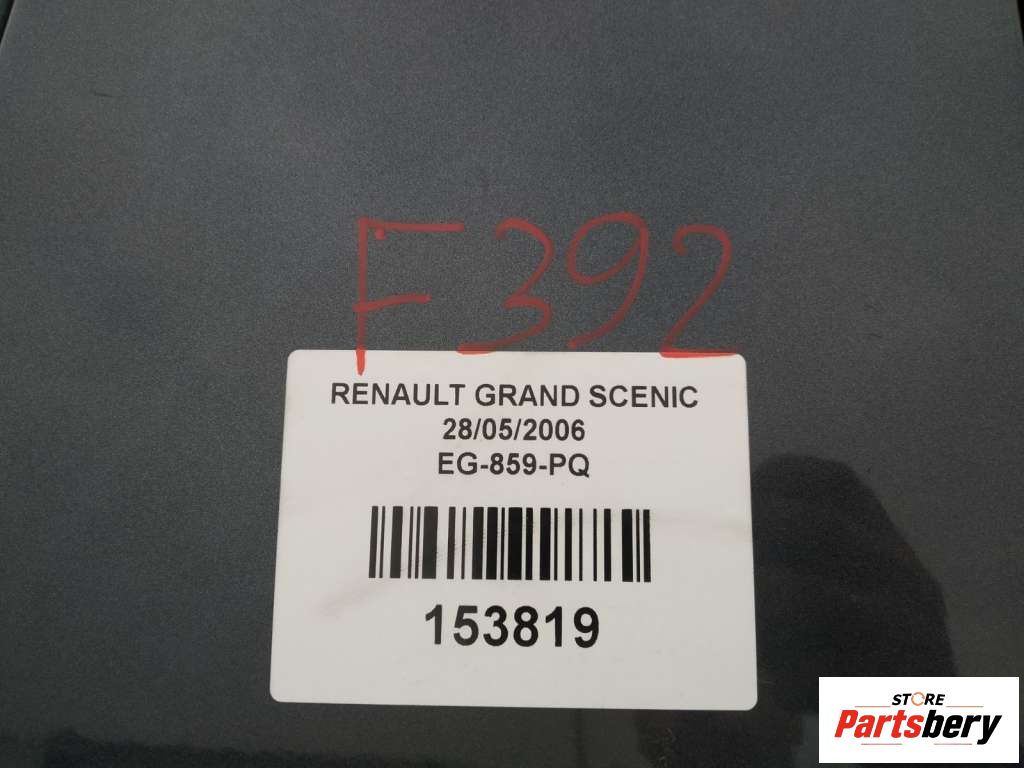 F392
RENAULT GRAND SCENIC
28/05/2006
EG-859-PQ
153819
STORE
Partsbery